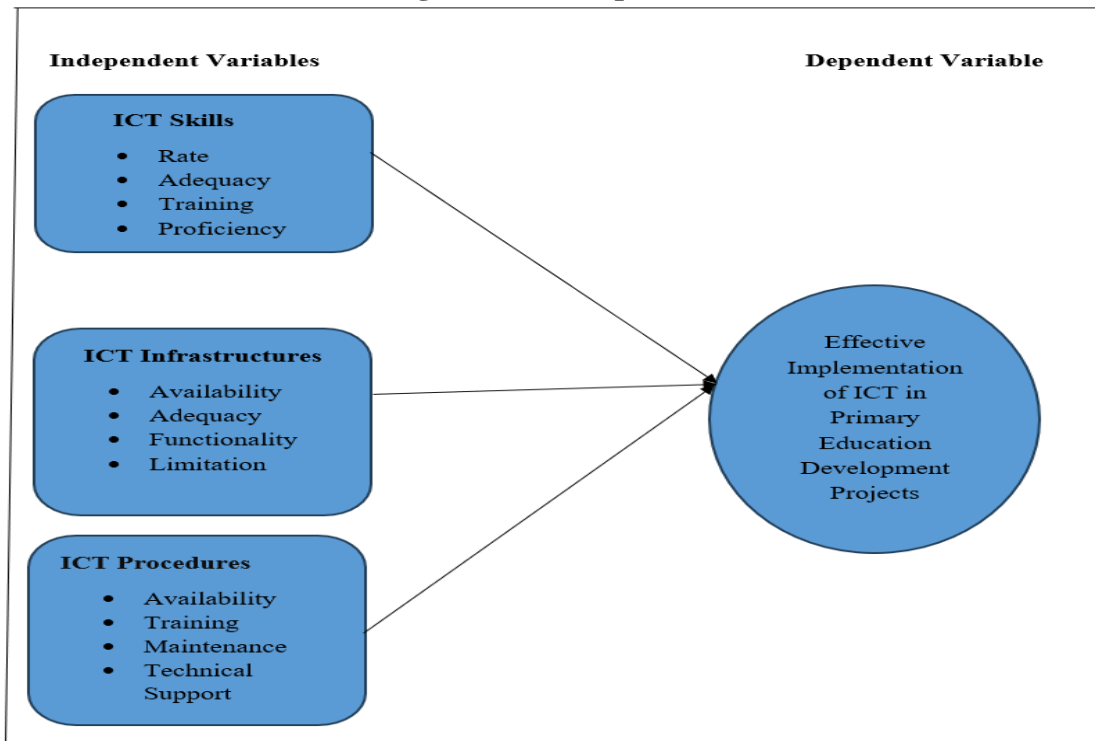 Independent Variables
Dependent Variable
ICT Skills
• Rate
• Adequacy
• Training
• Proficiency
ICT Infrastructures
• Availability
• Adequacy
• Functionality
• Limitation
ICT Procedures
• Availability
• Training
• Maintenance
• Technical
Support
Effective
Implementation
of ICT in
Primary
Education
Development
Projects